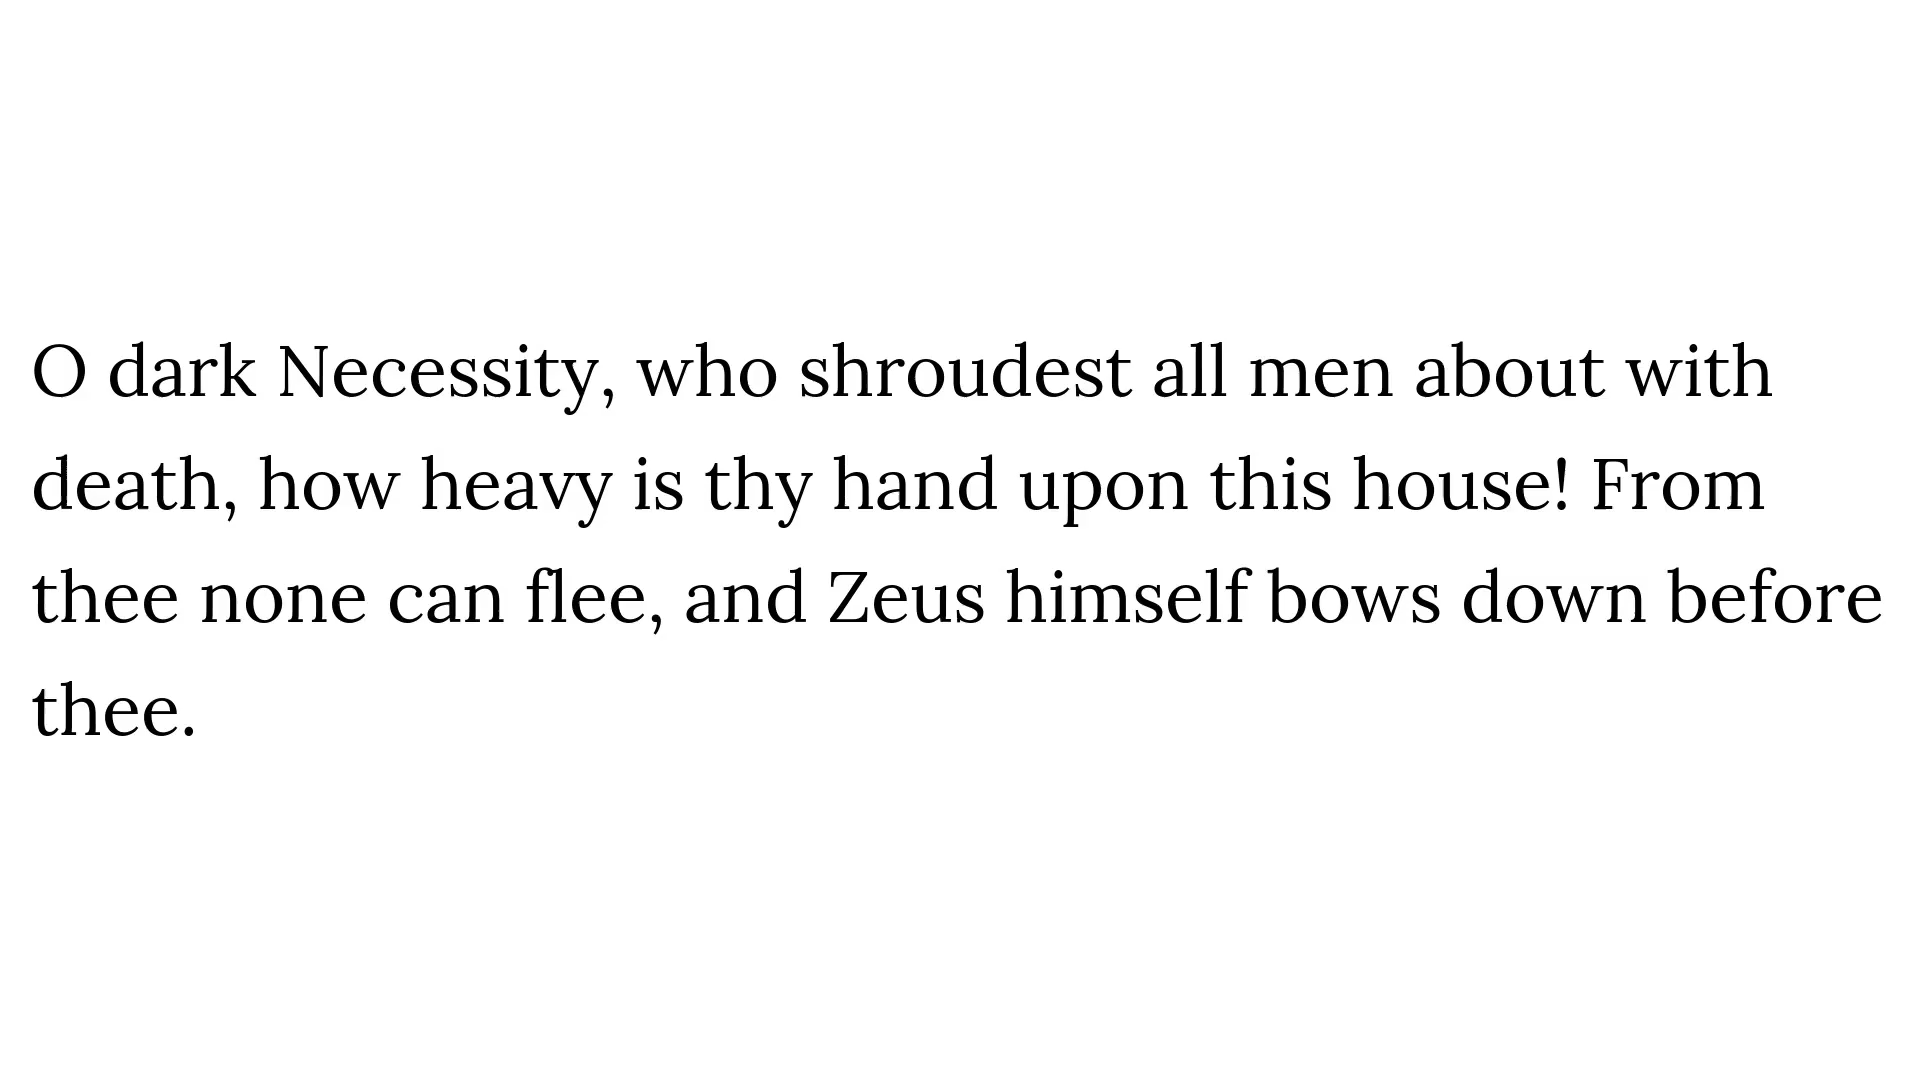 O dark Necessity, who shroudest all men about with
death, how heavy is thy hand upon this house! From
thee none can flee, and Zeus himself bows down before
thee.